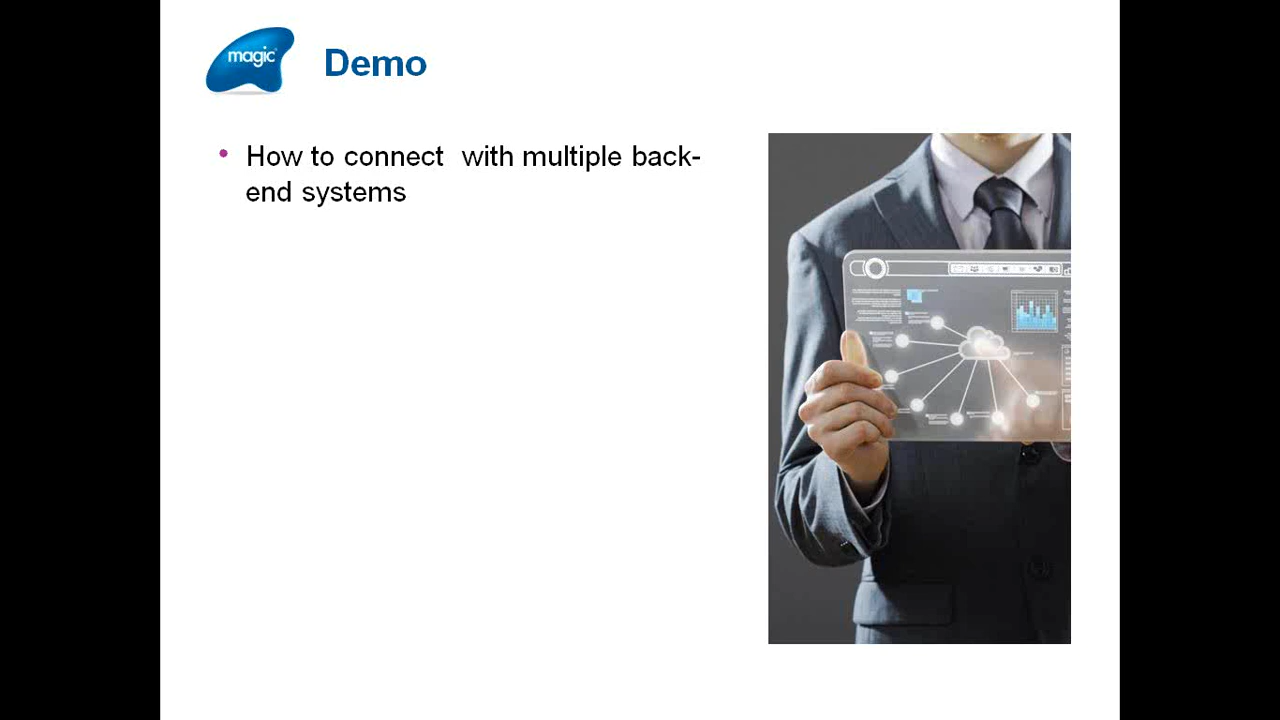 magic
Demo
• How to connect  with multiple back-
end systems